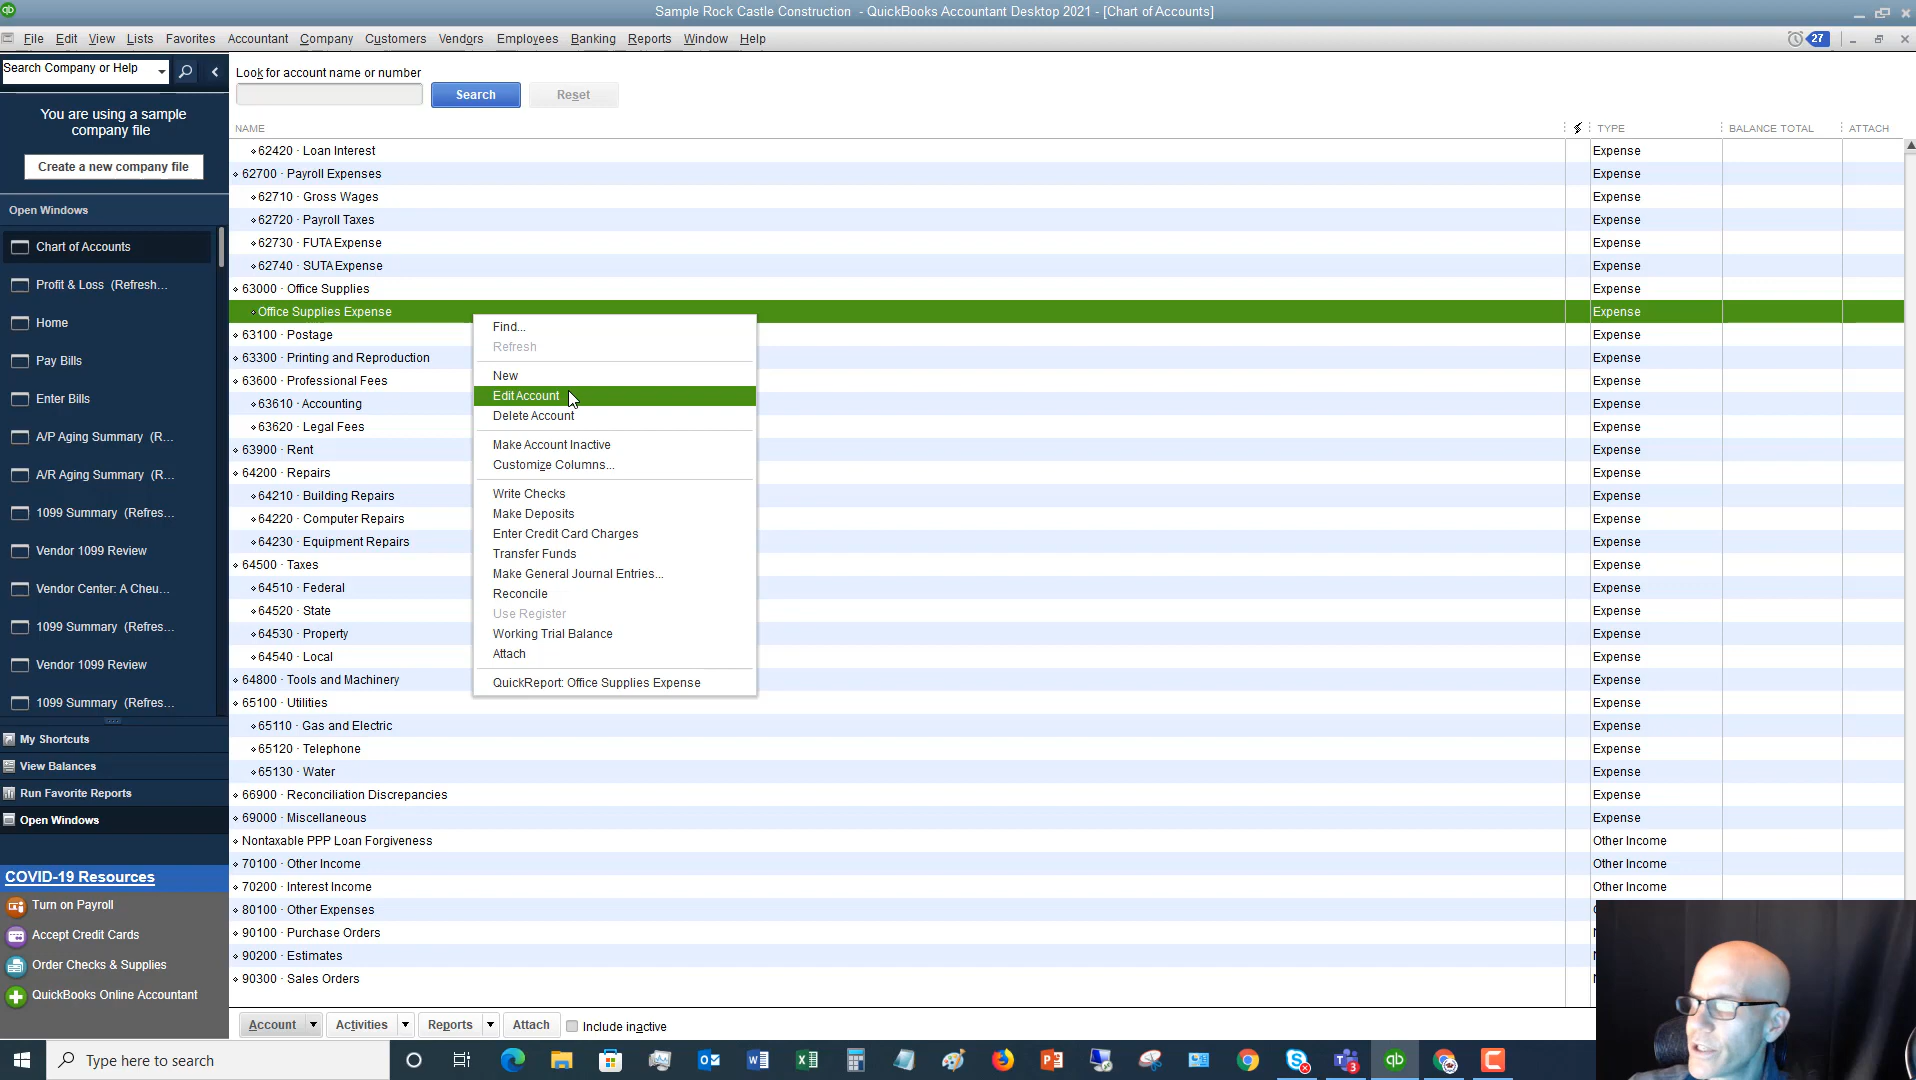 Sample Rock Castle Construction - QuickBooks Accountant Desktop 2021 - [Chart of Accounts]
File Edit View Lists Favorites Accountant Company Customers Vendors Employees Banking Reports Window Help
27
Search Company or Help
Look for account name or number
Search
Reset
You are using a sample
company file
Create a new company file
Open Windows
Chart of Accounts
Profit & Loss (Refresh...
Home
Pay Bills
Enter Bills
A/P Aging Summary (R...
A/R Aging Summary (R...
1099 Summary (Refres...
Vendor 1099 Review
Vendor Center: A Cheu...
1099 Summary (Refres...
Vendor 1099 Review
1099 Summary (Refres...
My Shortcuts
View Balances
Run Favorite Reports
Open Windows
COVID-19 Resources
Turn on Payroll
Accept Credit Cards
Order Checks & Supplies
QuickBooks Online Accountant
NAME TYPE BALANCE TOTAL ATTACH
62420 · Loan Interest Expense
62700 · Payroll Expenses Expense
62710 · Gross Wages Expense
62720 · Payroll Taxes Expense
62730 · FUTA Expense Expense
62740 · SUTA Expense Expense
63000 · Office Supplies Expense
Office Supplies Expense Expense
63100 · Postage Expense
63300 · Printing and Reproduction Expense
63600 · Professional Fees Expense
63610 · Accounting Expense
63620 · Legal Fees Expense
63900 · Rent Expense
64200 · Repairs Expense
64210 · Building Repairs Expense
64220 · Computer Repairs Expense
64230 · Equipment Repairs Expense
64500 · Taxes Expense
64510 · Federal Expense
64520 · State Expense
64530 · Property Expense
64540 · Local Expense
64800 · Tools and Machinery Expense
65100 · Utilities Expense
65110 · Gas and Electric Expense
65120 · Telephone Expense
65130 · Water Expense
66900 · Reconciliation Discrepancies Expense
69000 · Miscellaneous Expense
Nontaxable PPP Loan Forgiveness Other Income
70100 · Other Income Other Income
70200 · Interest Income Other Income
80100 · Other Expenses
90100 · Purchase Orders
90200 · Estimates
90300 · Sales Orders
Find...
Refresh
New
Edit Account
Delete Account
Make Account Inactive
Customize Columns...
Write Checks
Make Deposits
Enter Credit Card Charges
Transfer Funds
Make General Journal Entries...
Reconcile
Use Register
Working Trial Balance
Attach
QuickReport: Office Supplies Expense
Account Activities Reports Attach Include inactive
Type here to search